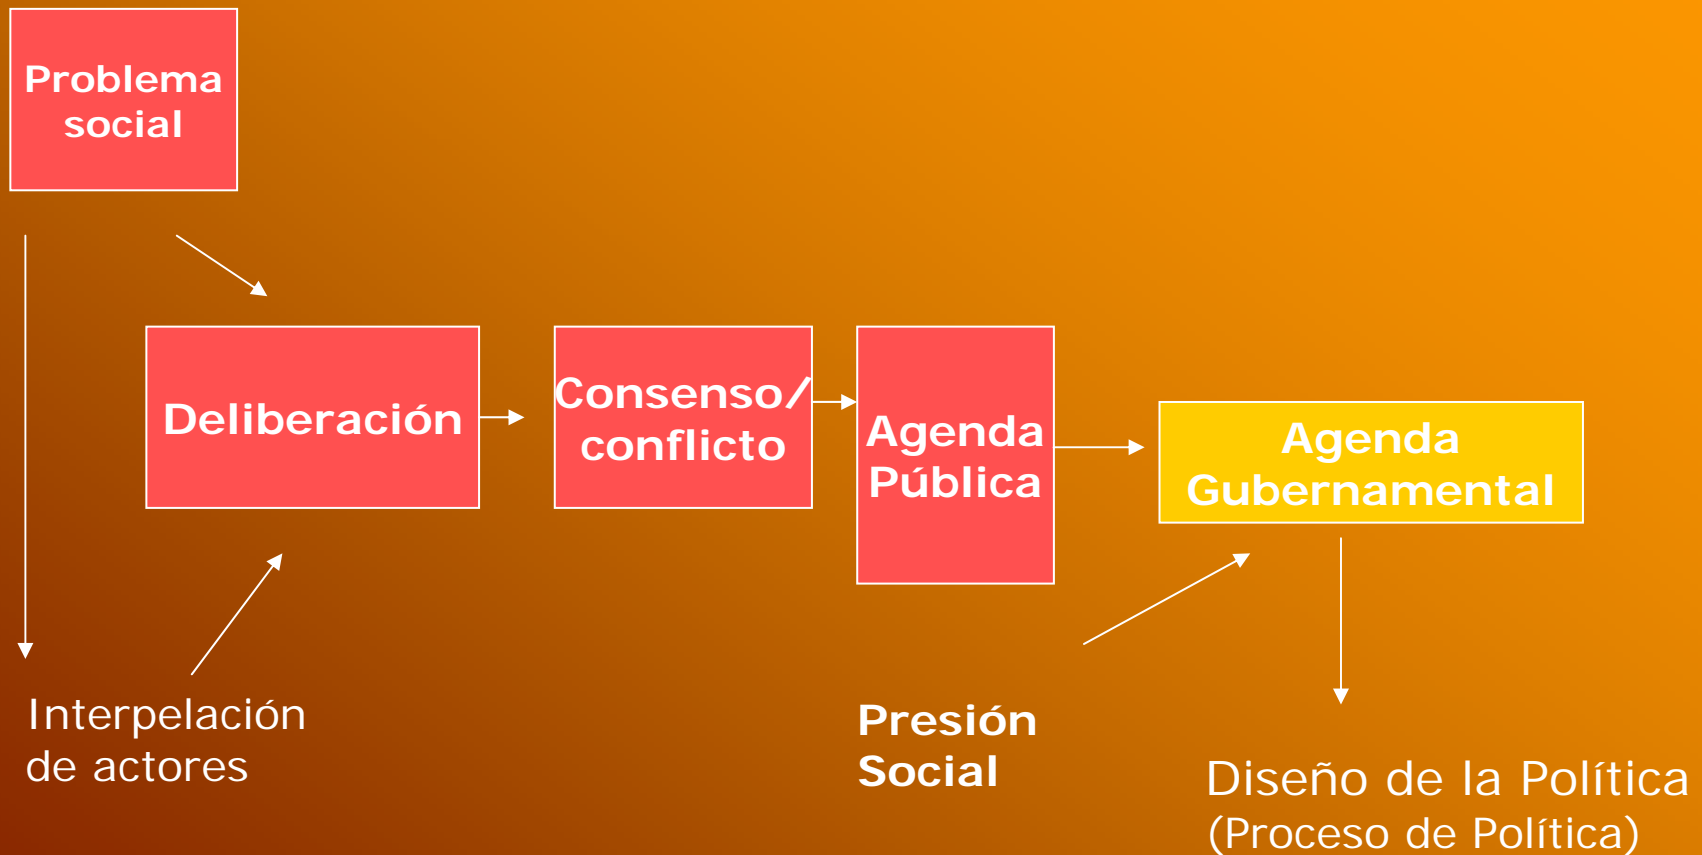 Problema
social
Deliberación
Consenso/
conflicto
Agenda
Pública
Agenda
Gubernamental
Interpelación
de actores
Presión
Social
Diseño de la Política
(Proceso de Política)